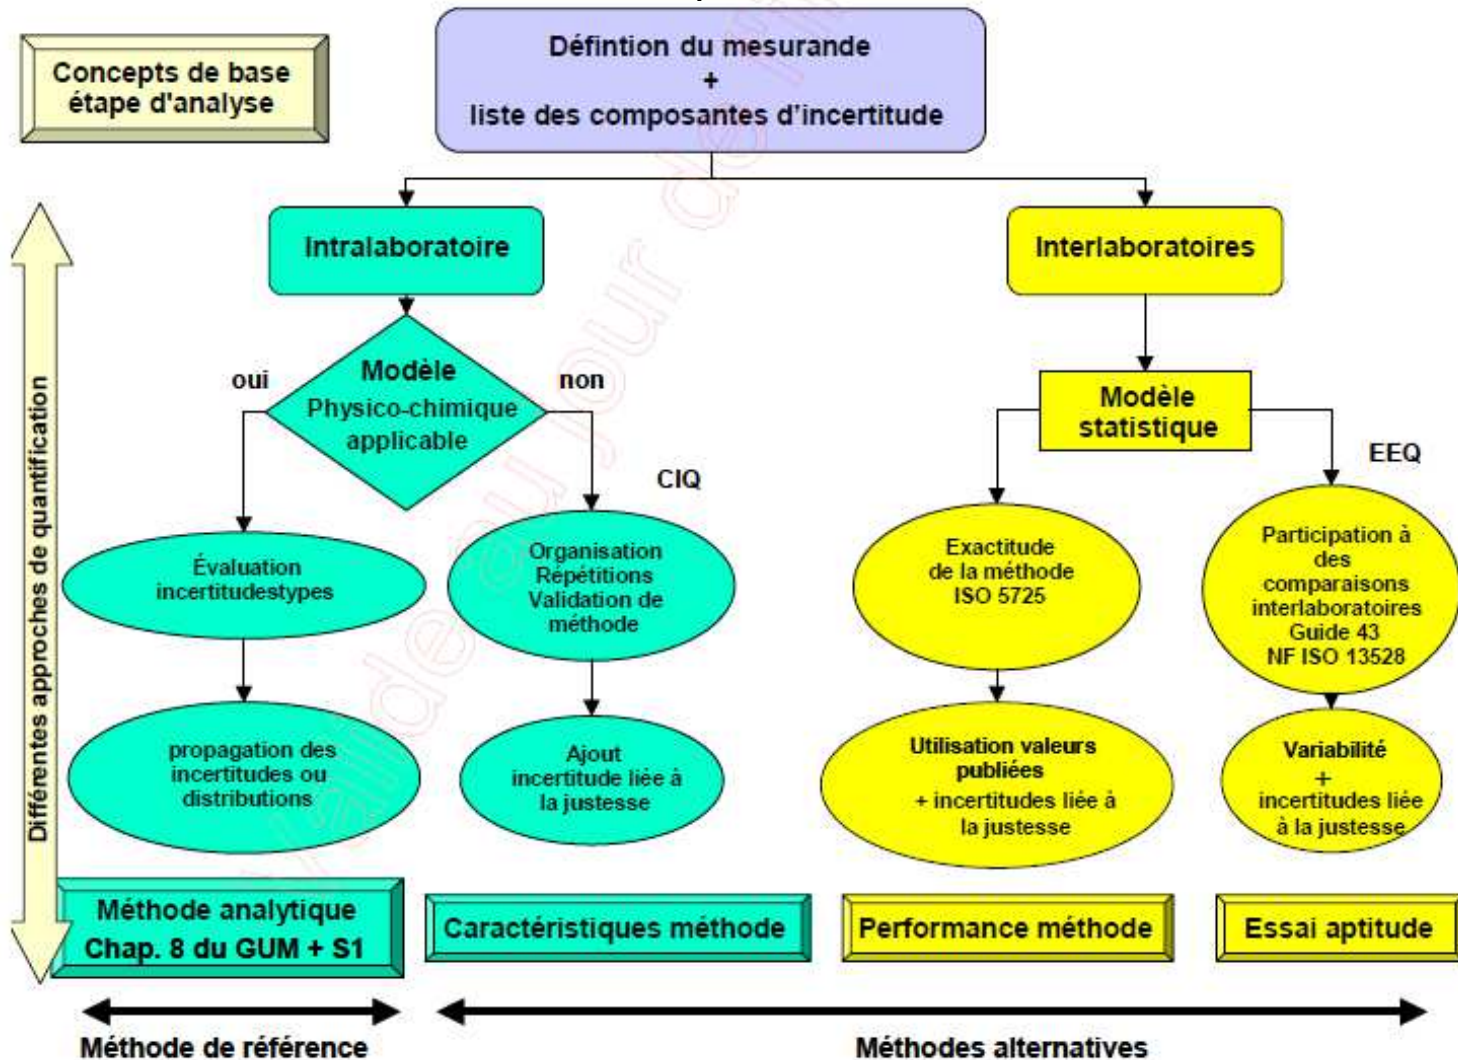 Concepts de base
étape d'analyse
Défintion du mesurande
+
liste des composantes d'incertitude
Différentes approches de quantification
Intralaboratoire
Interlaboratoires
oui
Modèle
Physico-chimique
applicable
non
CIQ
Modèle
statistique
EEQ
Évaluation
incertitudestypes
Organisation
Répétitions
Validation de
méthode
Exactitude
de la méthode
ISO 5725
Participation à
des
comparaisons
interlaboratoires
Guide 43
NF ISO 13528
propagation des
incertitudes ou
distributions
Ajout
incertitude liée à
la justesse
Utilisation valeurs
publiées
+ incertitudes liée à
la justesse
Variabilité
+
incertitudes liée
à la justesse
Méthode analytique
Chap. 8 du GUM + S1
Caractéristiques méthode
Performance méthode
Essai aptitude
Méthode de référence
Méthodes alternatives